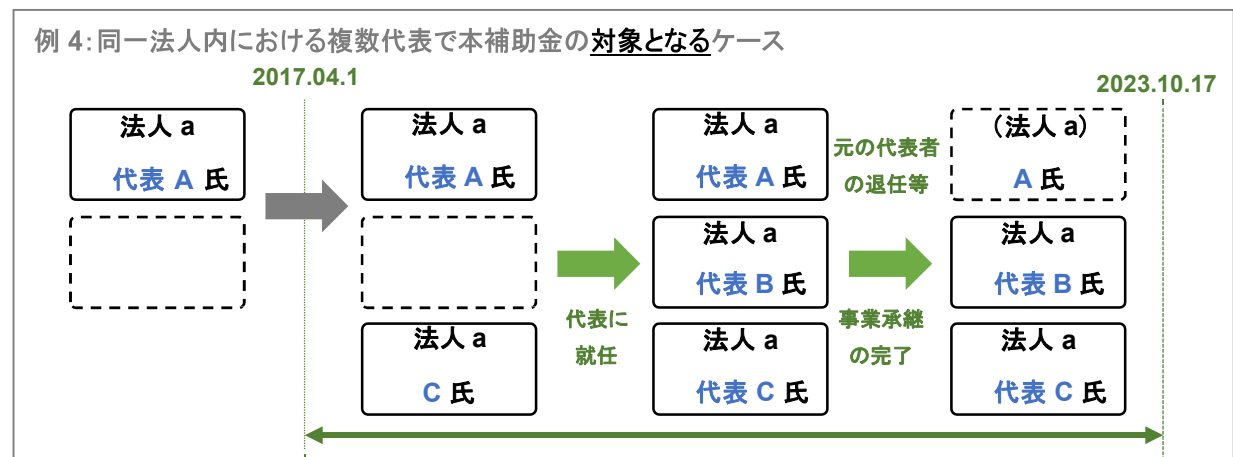 例 4：同一法人内における複数代表で本補助金の対象となるケース
2017.04.1
2023.10.17
法人 a
代表 A 氏
法人 a
代表 A 氏
法人 a
代表 A 氏
元の代表者
の退任等
（法人 a）
A 氏
法人 a
代表 B 氏
法人 a
代表 B 氏
代表に
就任
事業承継
の完了
法人 a
C 氏
法人 a
代表 C 氏
法人 a
代表 C 氏